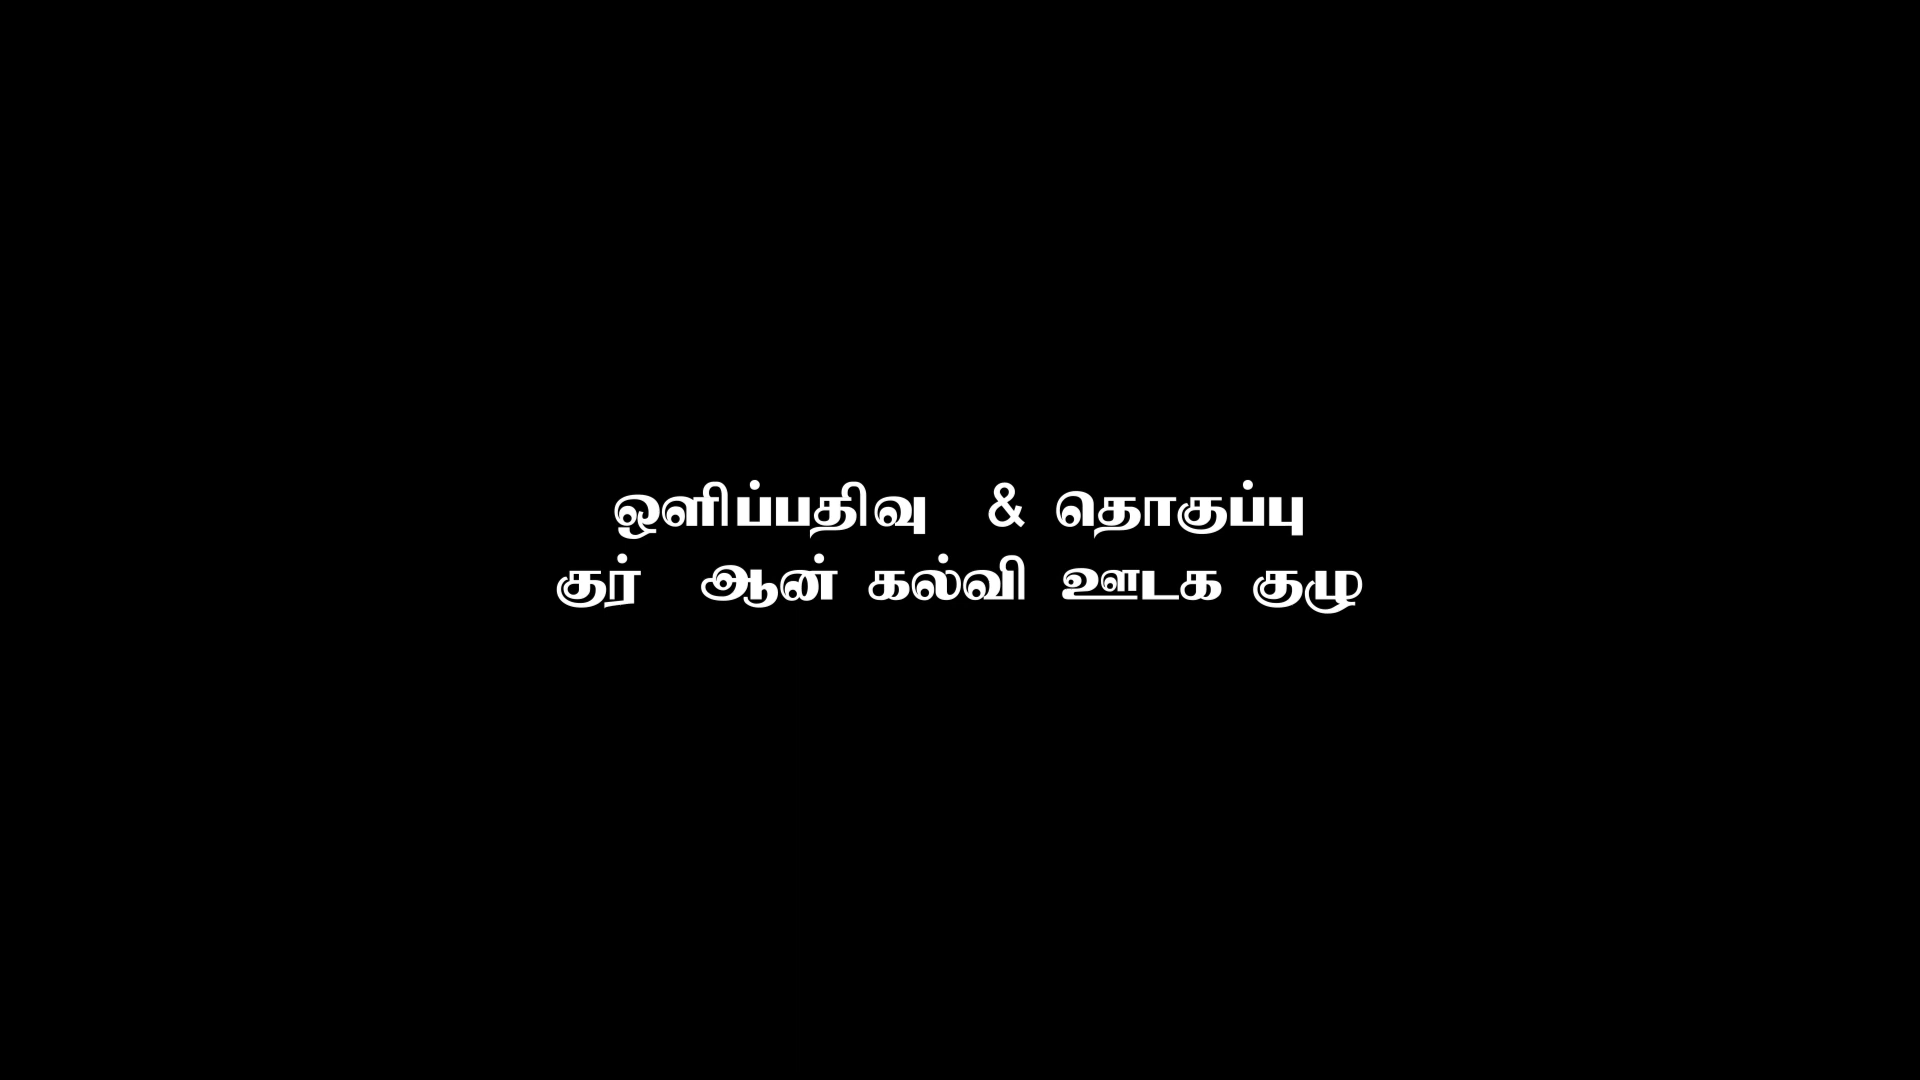 ஒளிப்பதிவு & தொகுப்பு
குர் ஆன் கல்வி ஊடக குழு